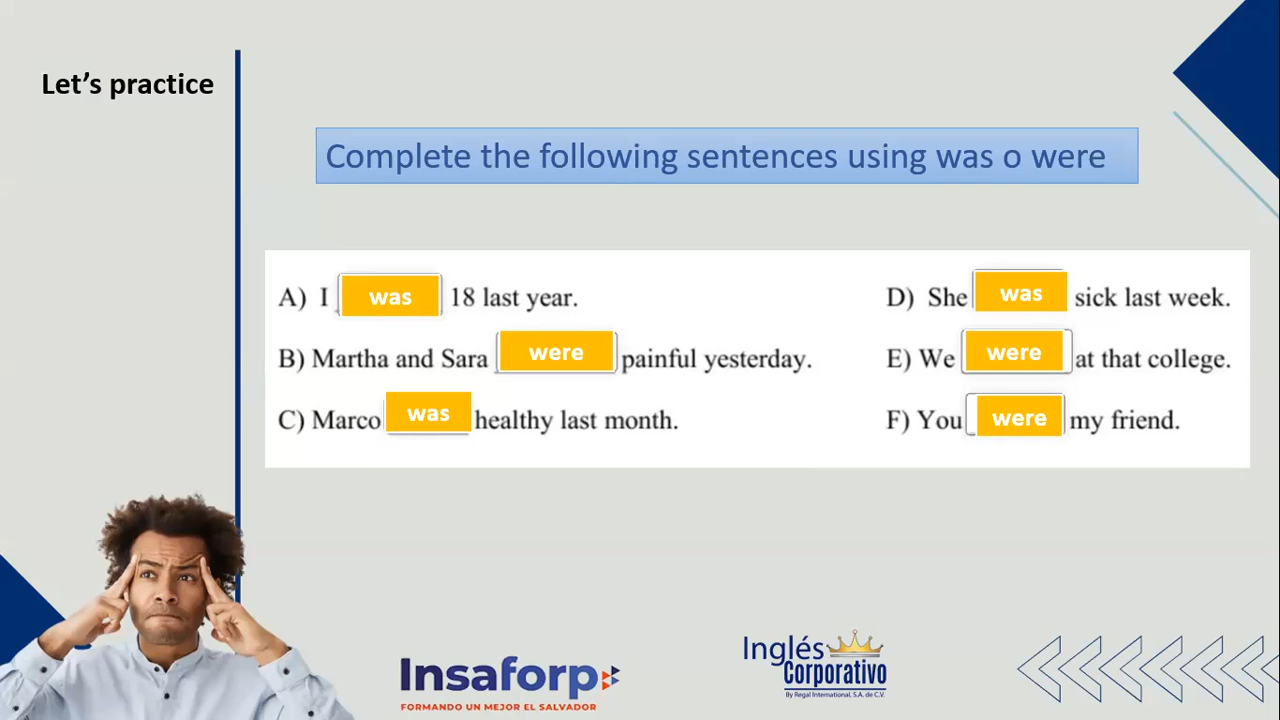 Let's practice
Complete the following sentences using was o were
A) I was 18 last year.
B) Martha and Sara were painful yesterday.
C) Marco was healthy last month.
D) She was sick last week.
E) We were at that college.
F) You were my friend.
Insaforp
FORMANDO UN MEJOR EL SALVADOR
Inglés
Corporativo
By Regal International, S.A. de C.V.